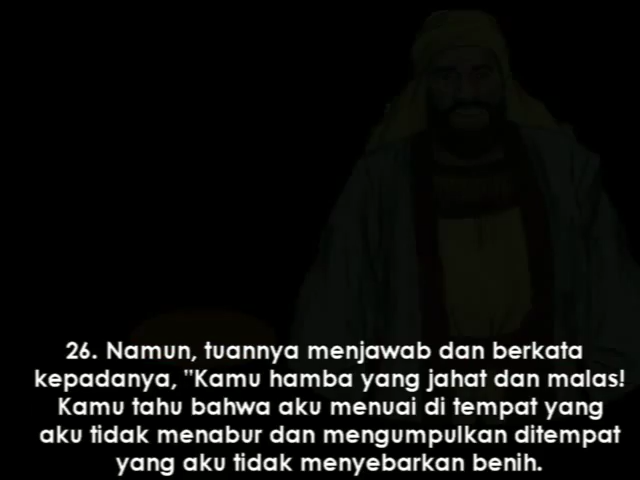 26. Namun, tuannya menjawab dan berkata
kepadanya, "Kamu hamba yang jahat dan malas!
Kamu tahu bahwa aku menuai di tempat yang
aku tidak menabur dan mengumpulkan ditempat
yang aku tidak menyebarkan benih.